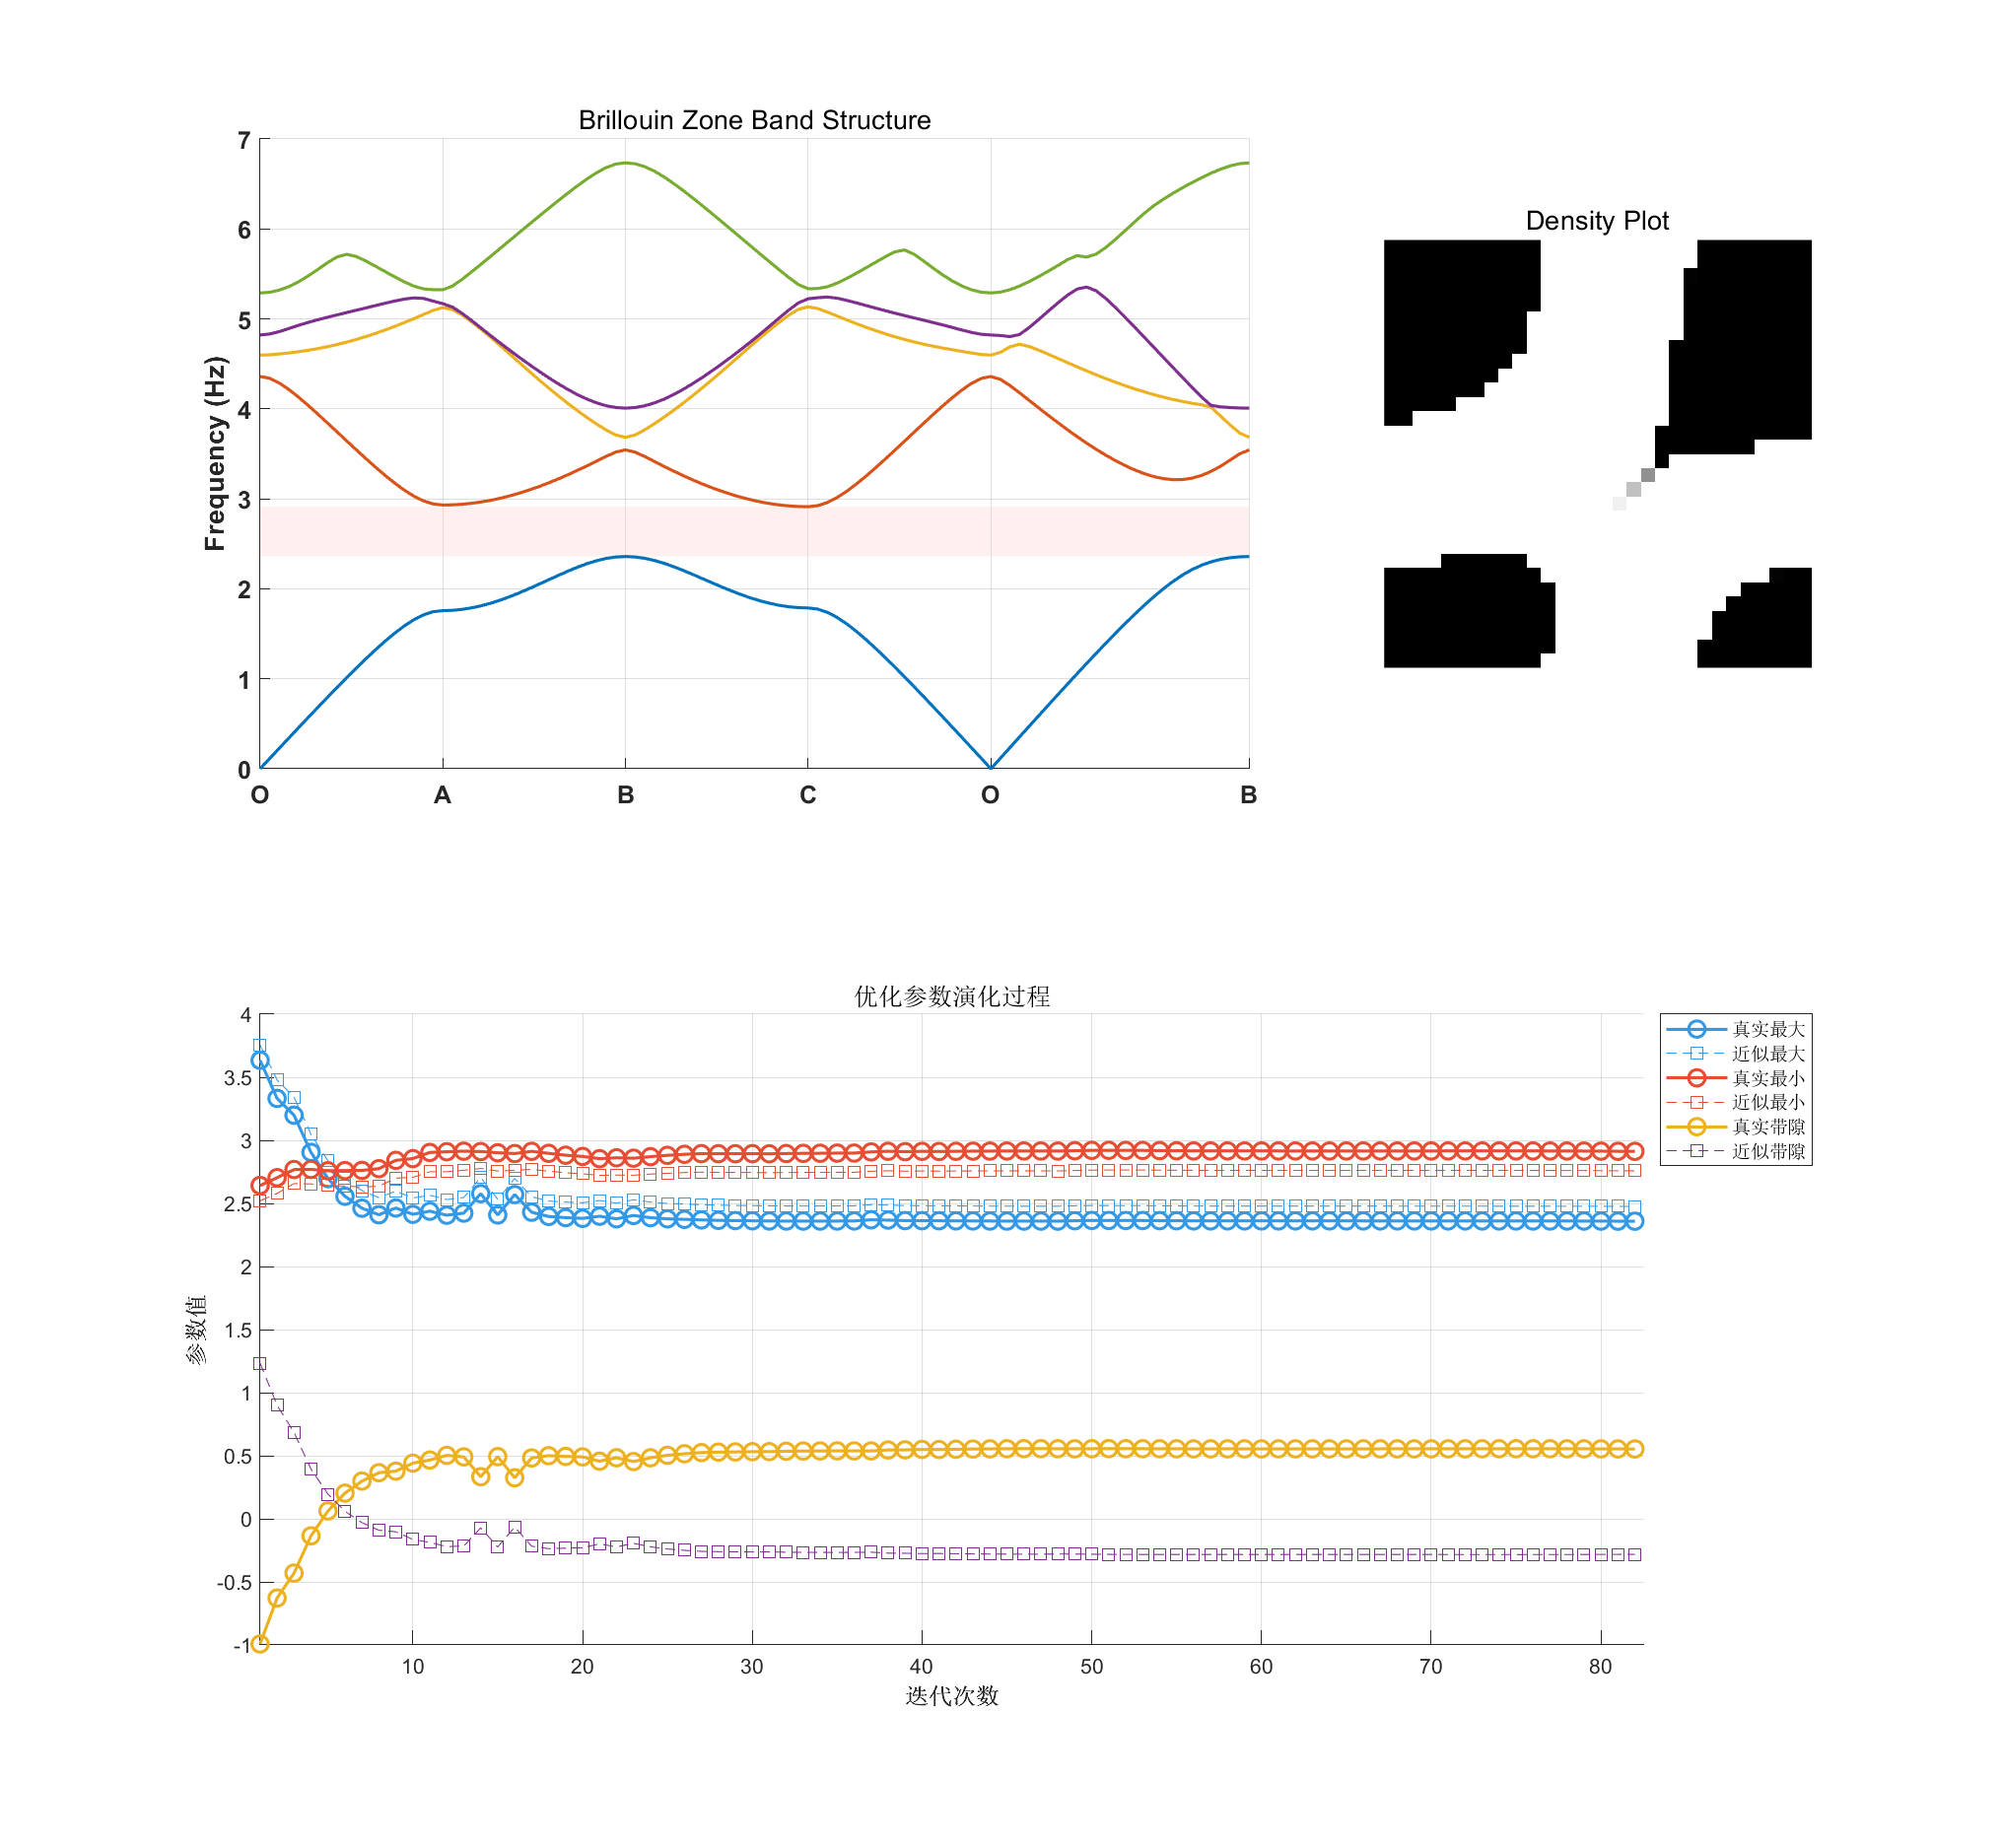 Brillouin Zone Band Structure
7
6
5
4
3
2
1
0
Frequency (Hz)
O A B C O B
Density Plot
优化参数演化过程
4
3.5
3
2.5
2
1.5
1
0.5
0
-0.5
-1
参数值
10 20 30 40 50 60 70 80
迭代次数
真实最大
近似最大
真实最小
近似最小
真实带隙
近似带隙